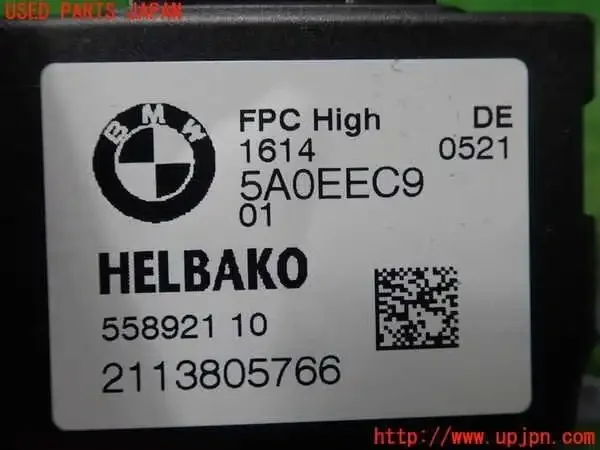 USED PARTS JAPAN
BMW
FPC High DE
1614 0521
5A0EEC9
01
HELBAKO
558921 10
2113805766
UPJ http://www.upjpn.com